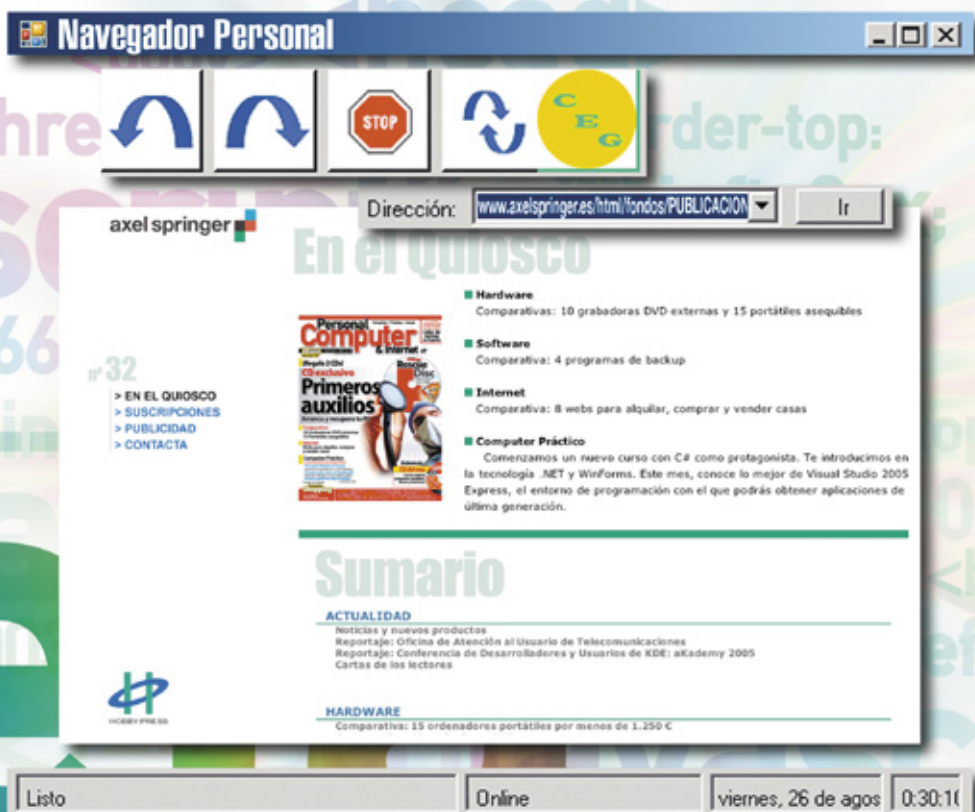 Navegador Personal
STOP
C
E
G
Dirección: www.axelspringer.es/html/fondos/PUBLICACION Ir
axel springer
En el Quiosco
Hardware
Comparativas: 10 grabadoras DVD externas y 15 portátiles asequibles
Personal
Computer
& Internet
Primeros
auxilios
Rescue
Disc
Software
Comparativa: 4 programas de backup
nº 32
> EN EL QUIOSCO
> SUSCRIPCIONES
> PUBLICIDAD
> CONTACTA
Internet
Comparativa: 8 webs para alquilar, comprar y vender casas
Computer Práctico
Comenzamos un nuevo curso con C# como protagonista. Te introducimos en
la tecnología .NET y WinForms. Este mes, conoce lo mejor de Visual Studio 2005
Express, el entorno de programación con el que podrás obtener aplicaciones de
última generación.
Sumario
ACTUALIDAD
Noticias y nuevos productos
Reportaje: Oficina de Atención al Usuario de Telecomunicaciones
Reportaje: Conferencia de Desarrolladores y Usuarios de KDE: aKademy 2005
Cartas de los lectores
HOBBY PRESS
HARDWARE
Comparativa: 15 ordenadores portátiles por menos de 1.250 €
Listo
Online
viernes, 26 de agos
0:30:1